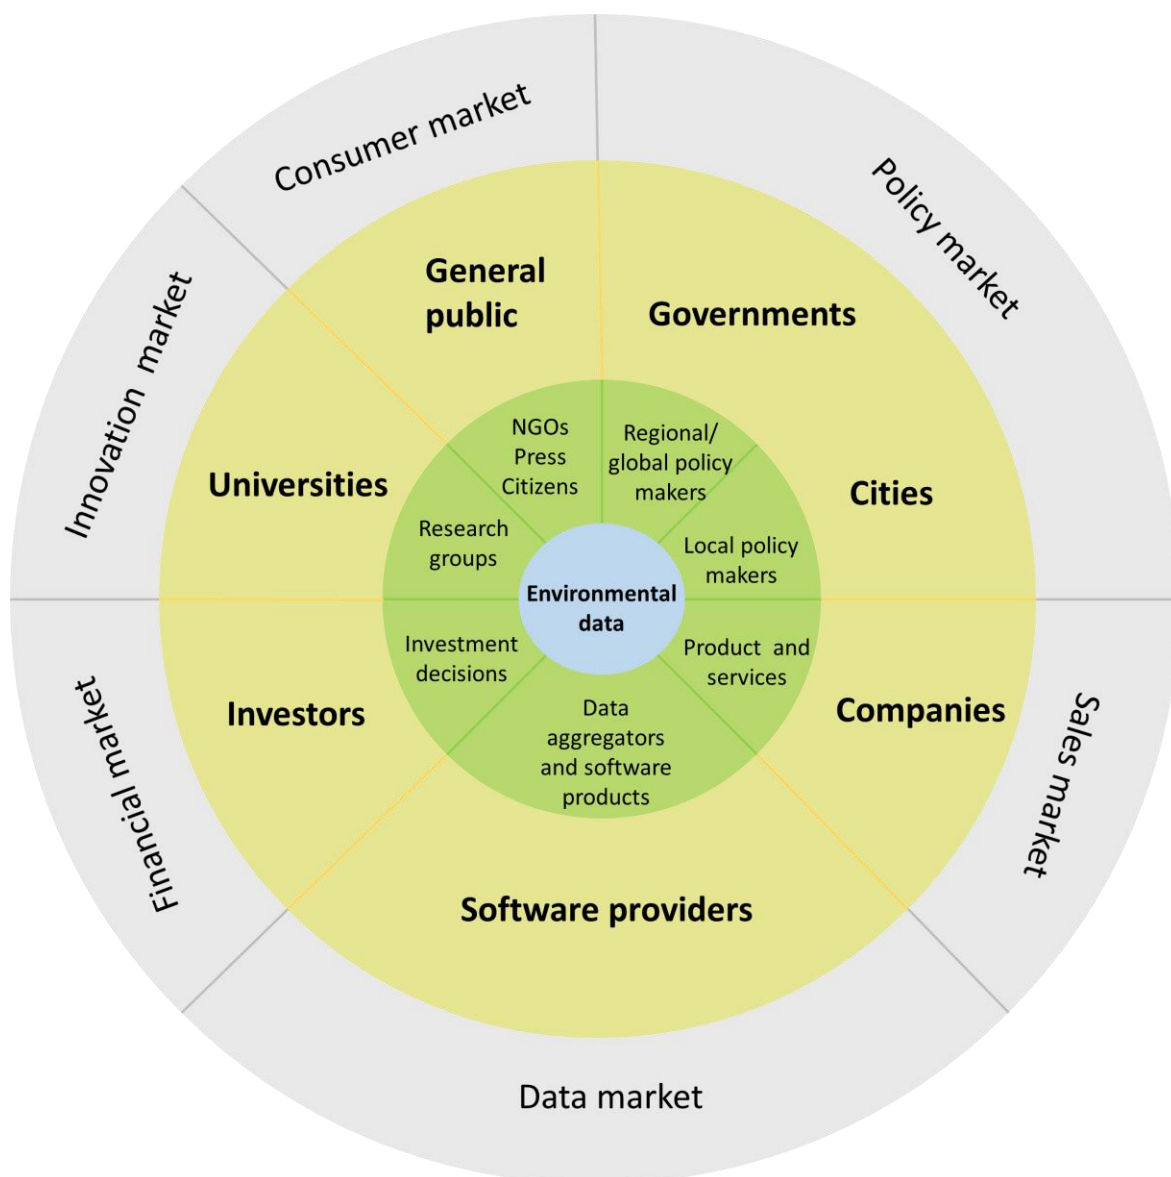 Consumer market
Policy market
Innovation market
General
public
Governments
Universities
Cities
NGOs
Press
Citizens
Regional/
global policy
makers
Research
groups
Local policy
makers
Environmental
data
Investment
decisions
Product and
services
Data
aggregators
and software
products
Investors
Companies
Financial market
Sales market
Software providers
Data market